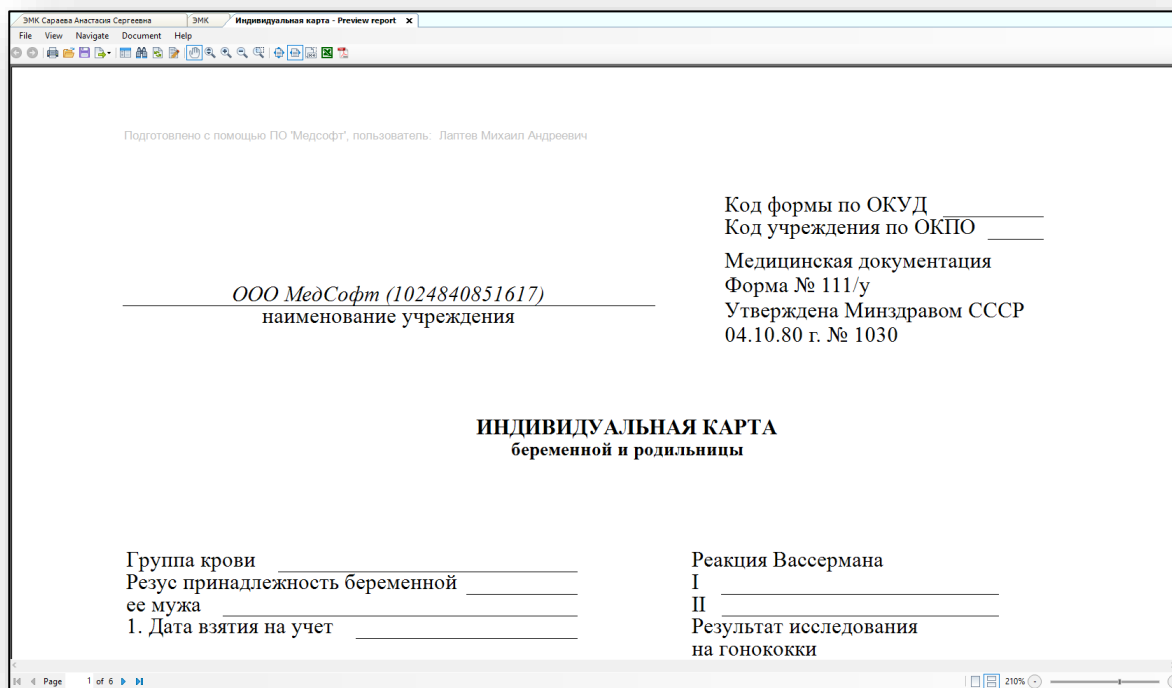 ЭМК Сараева Анастасия Сергеевна ЭМК Индивидуальная карта - Preview report x
File View Navigate Document Help
Подготовлено с помощью ПО 'Медсофт', пользователь: Лаптев Михаил Андреевич
Код формы по ОКУД
Код учреждения по ОКПО
Медицинская документация
Форма № 111/у
Утверждена Минздравом СССР
04.10.80 г. № 1030
ООО МедСофт (1024840851617)
наименование учреждения
ИНДИВИДУАЛЬНАЯ КАРТА
беременной и родильницы
Группа крови
Резус принадлежность беременной
ее мужа
1. Дата взятия на учет
Реакция Вассермана
I
II
Результат исследования
на гонококки
Page 1 of 6 210%